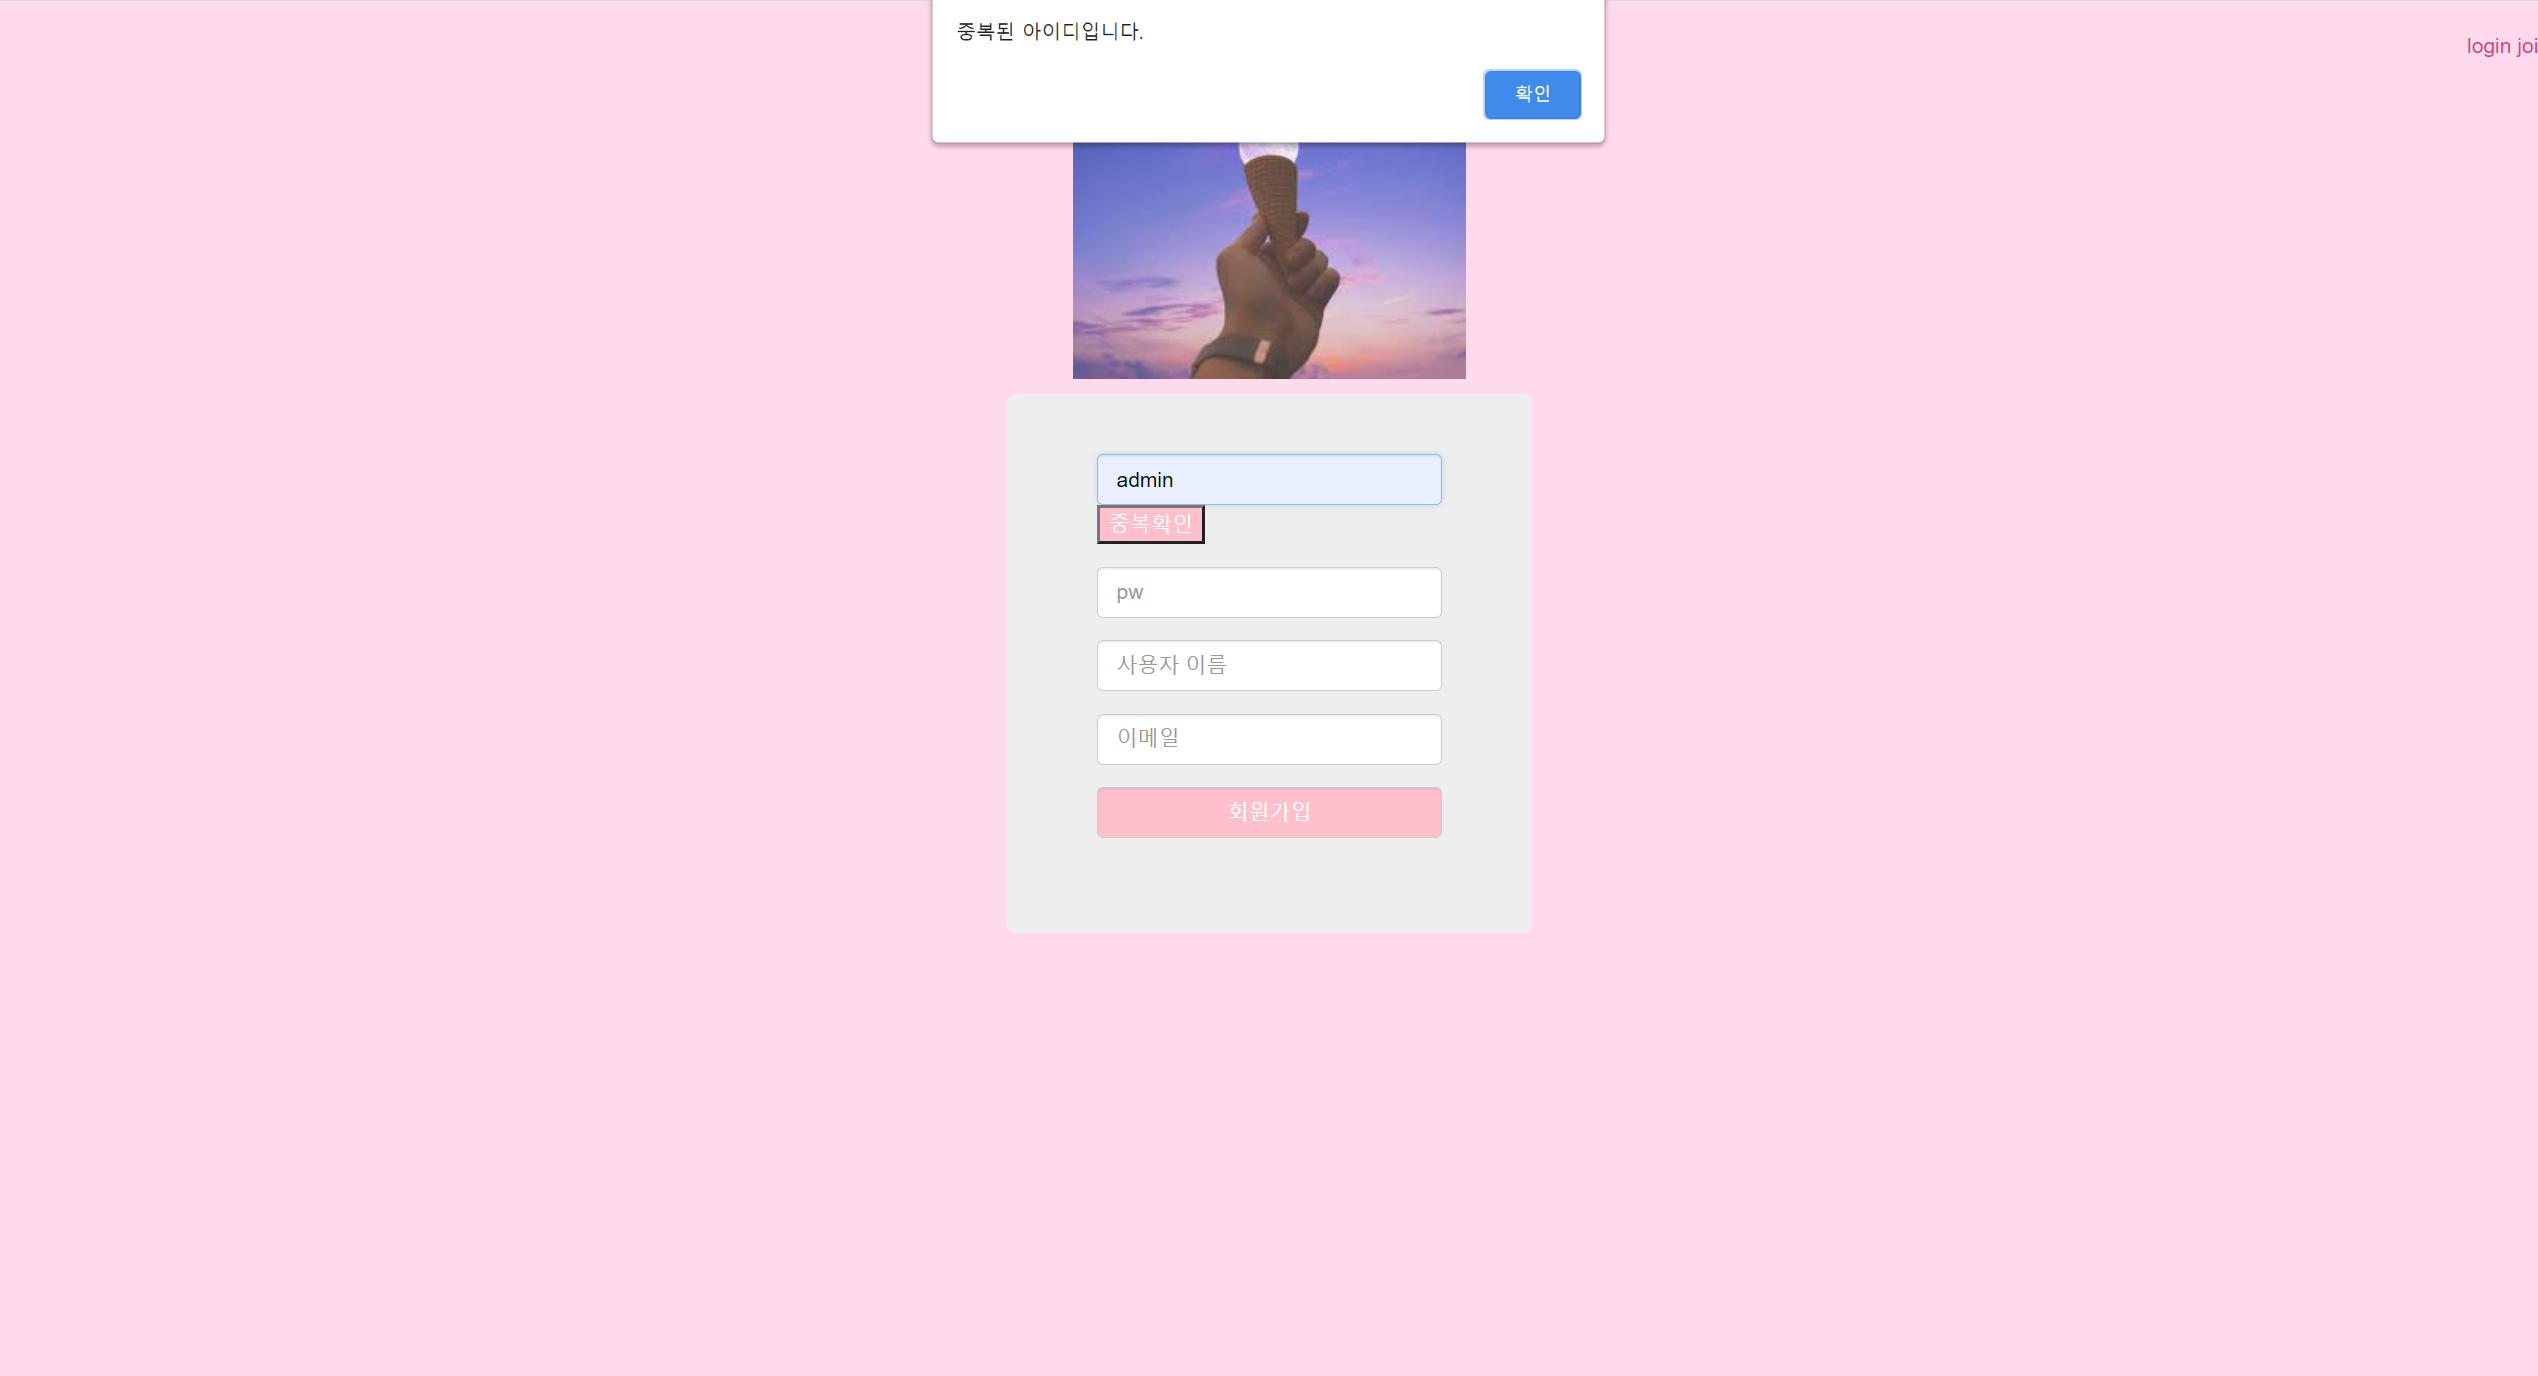 중복된 아이디입니다.
확인
login joi
admin
중복확인
pw
사용자 이름
이메일
회원가입